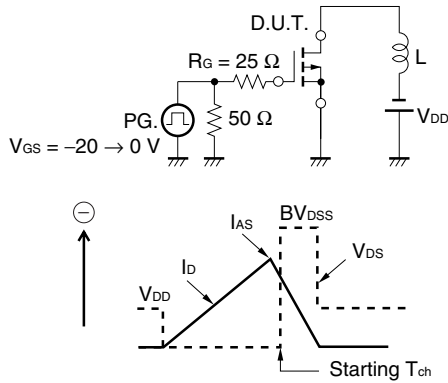 D.U.T.
RG = 25 Ω
L
PG.
50 Ω
VDD
VGS = −20 → 0 V
−
IAS
BVDSS
ID
VDS
VDD
Starting Tch